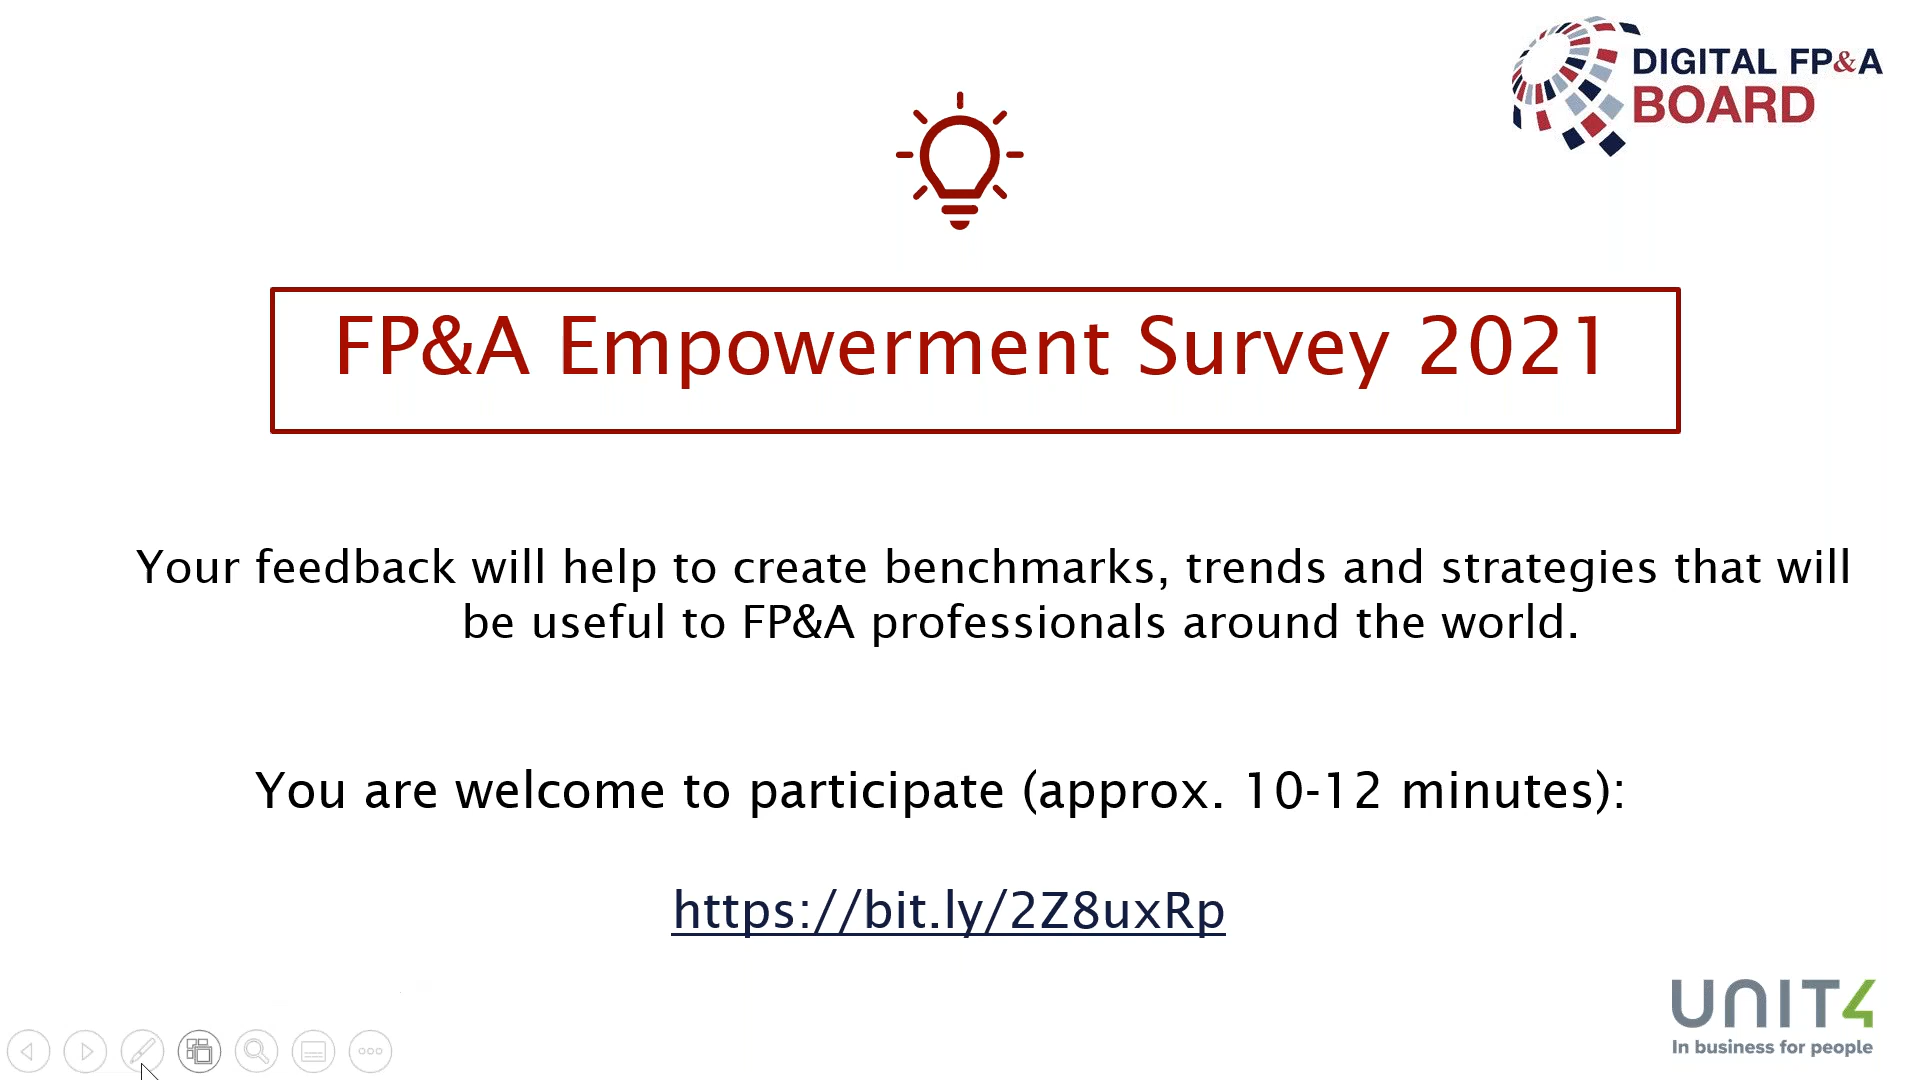 DIGITAL FP&A
BOARD
FP&A Empowerment Survey 2021
Your feedback will help to create benchmarks, trends and strategies that will
be useful to FP&A professionals around the world.
You are welcome to participate (approx. 10-12 minutes):
https://bit.ly/2Z8uxRp
UNIT4
In business for people